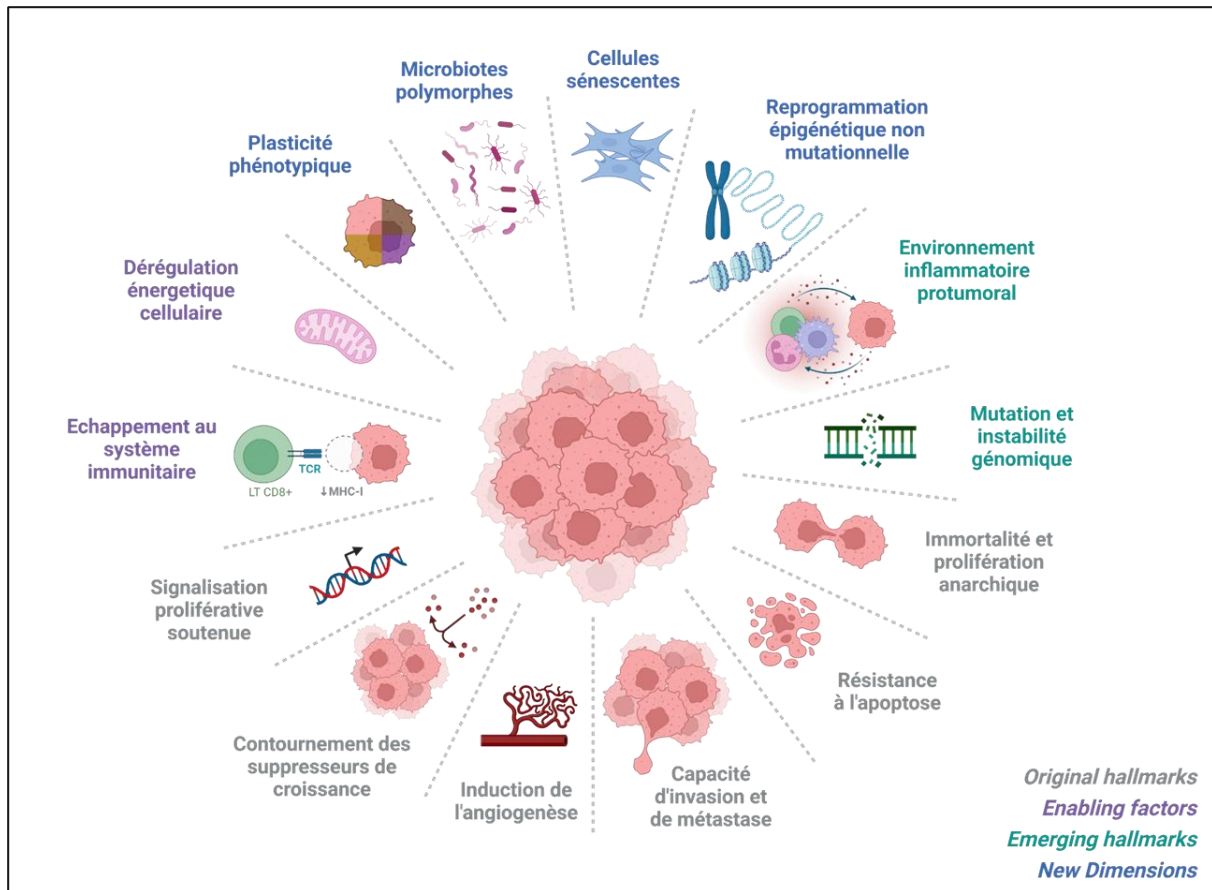 Microbiotes
polymorphes
Cellules
sénescentes
Reprogrammation
épigénétique non
mutationnelle
Plasticité
phénotypique
Environnement
inflammatoire
protumoral
Dérégulation
énergetique
cellulaire
Echappement au
système
immunitaire
TCR
LT CD8+
↓MHC-I
Mutation et
instabilité
génomique
Immortalité et
prolifération
anarchique
Signalisation
proliférative
soutenue
Résistance
à l'apoptose
Contournement des
suppresseurs de
croissance
Induction de
l'angiogenèse
Capacité
d'invasion et
de métastase
Original hallmarks
Enabling factors
Emerging hallmarks
New Dimensions